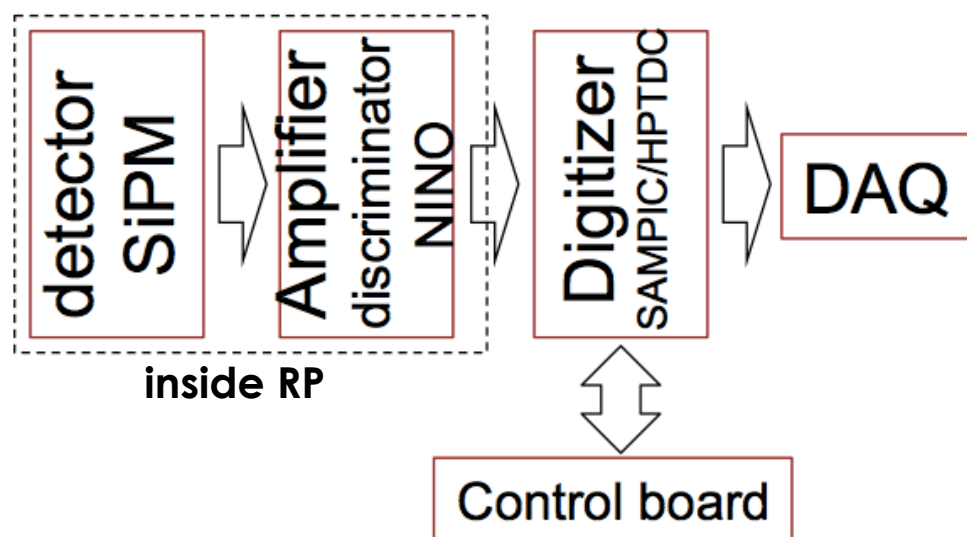 detector
SiPM
Amplifier
discriminator
NINO
Digitizer
SAMPIC/HPTDC
DAQ
inside RP
Control board